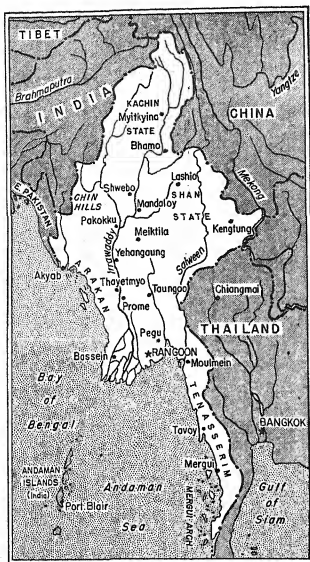 TIBET
Brahmaputra
INDIA
CHINA
Yangtze
KACHIN
Myitkyina
STATE
Bhamo
Mekong
E. PAKISTAN
CHIN
HILLS
Shwebo
Lashio
SHAN
STATE
Mandalay
Pakokku
Irrawaddy
Meiktila
Kengtung
Yehangaung
Salween
Akyab
ARAKAN
Thayetmyo
Prome
Taungoo
Chiangmai
THAILAND
Pegu
RANGOON
Bassein
Moulmein
Bay
of
Bengal
TENASSERIM
Tavoy
BANGKOK
Mergui
MERGUI ARCH.
ANDAMAN
ISLANDS
(India)
Port Blair
Andaman
Sea
Gulf
of
Siam